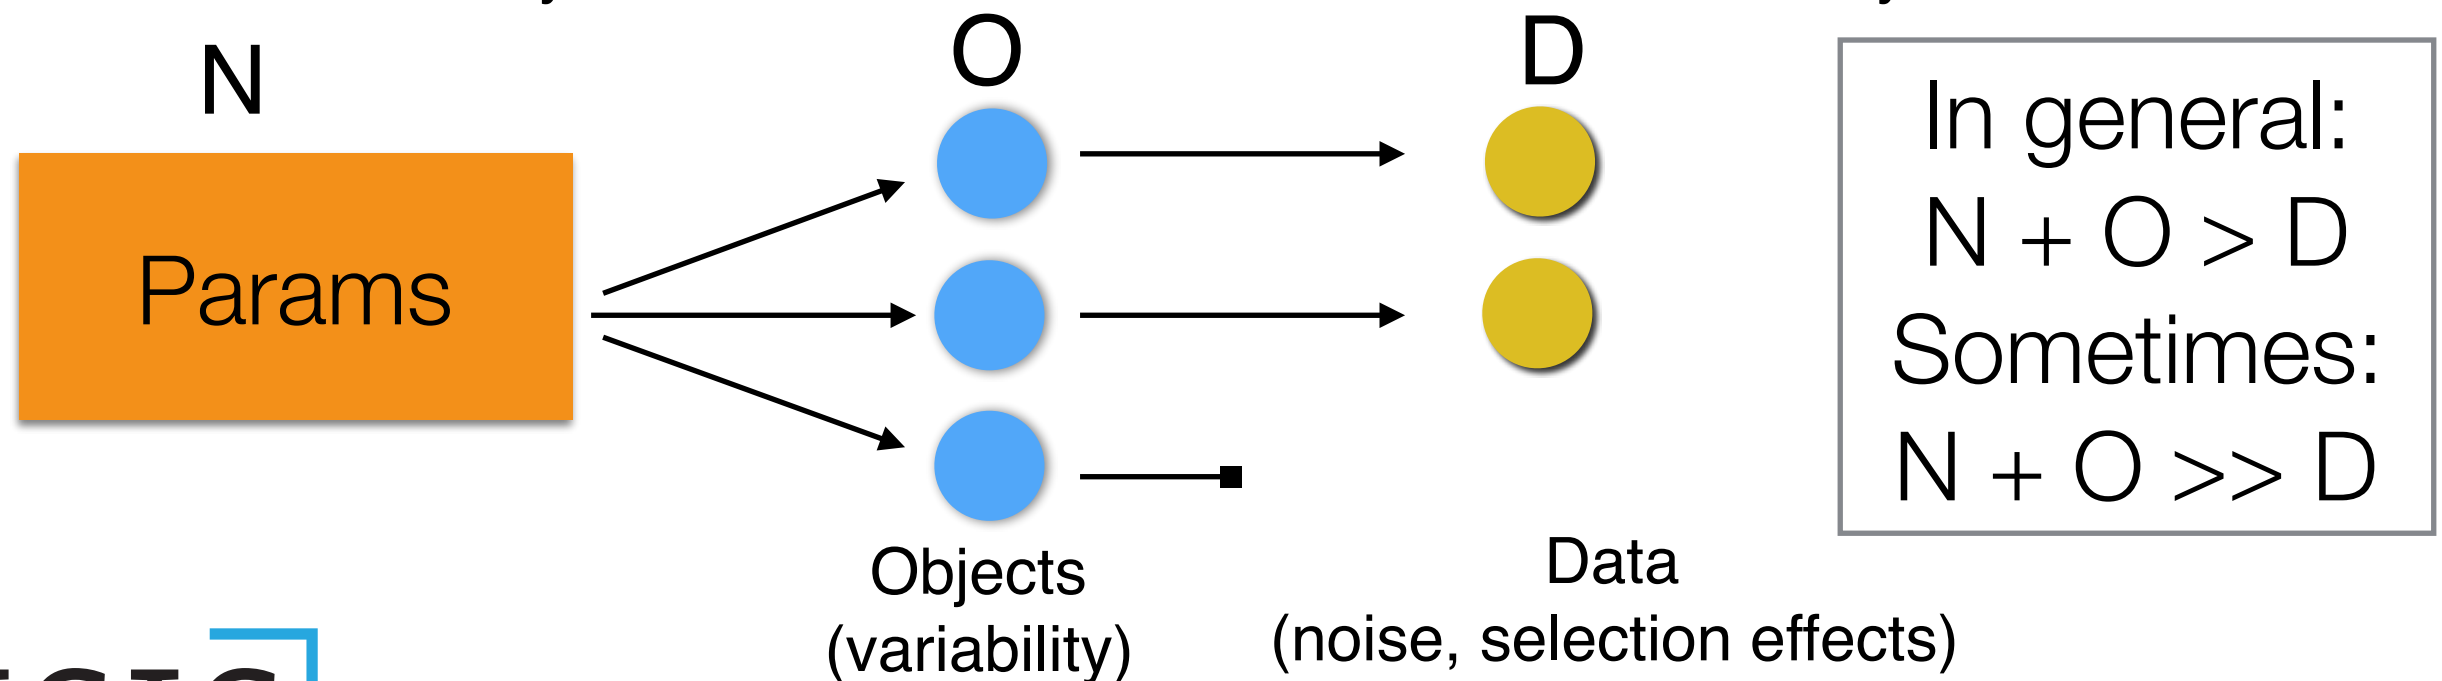 N
O
D
Params
In general:
N + O > D
Sometimes:
N + O >> D
Objects
(variability)
Data
(noise, selection effects)